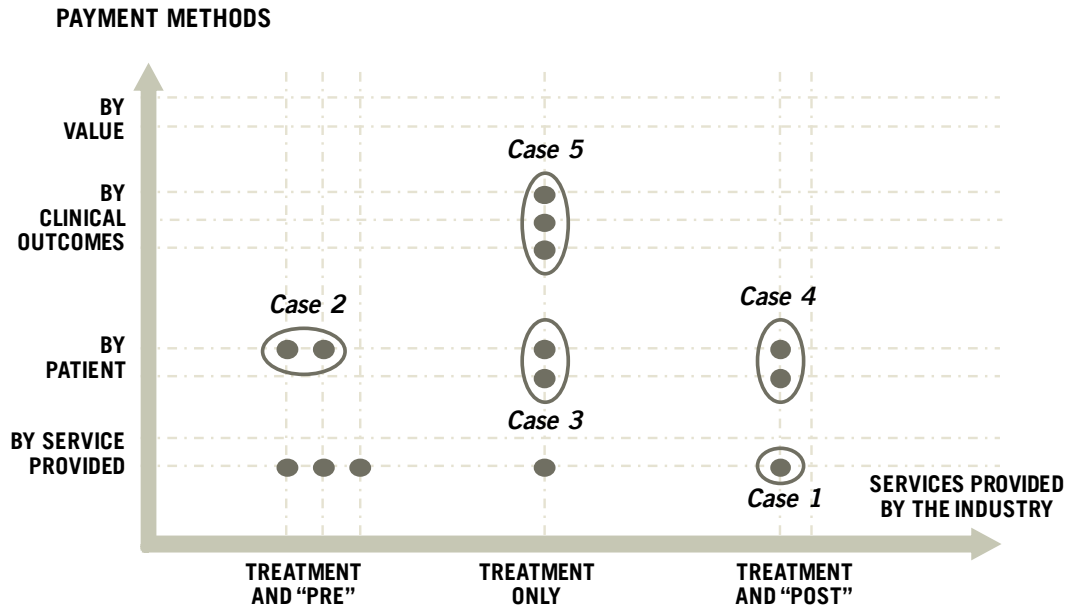 PAYMENT METHODS
BY
VALUE
Case 5
BY
CLINICAL
OUTCOMES
Case 2
Case 4
BY
PATIENT
Case 3
BY SERVICE
PROVIDED
Case 1
SERVICES PROVIDED
BY THE INDUSTRY
TREATMENT
AND “PRE”
TREATMENT
ONLY
TREATMENT
AND “POST”